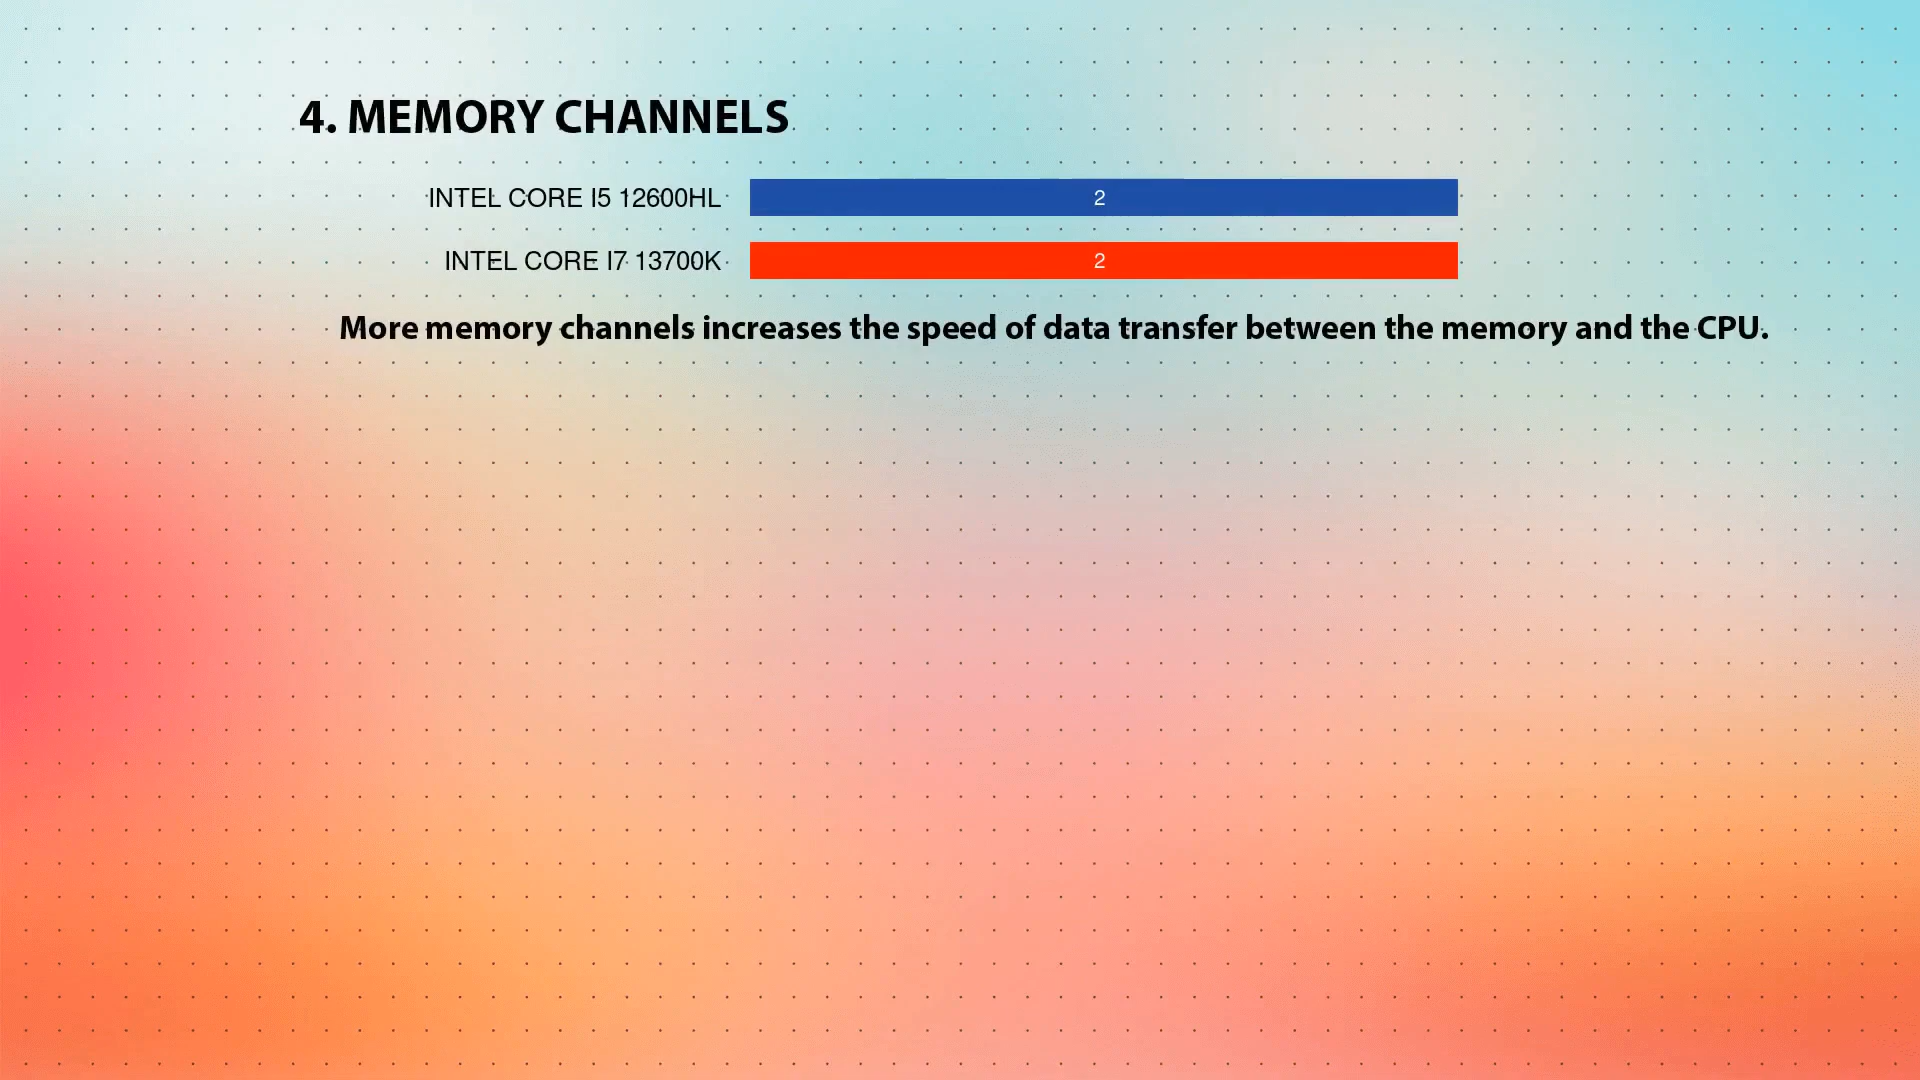 4. MEMORY CHANNELS
INTEL CORE I5 12600HL 2
INTEL CORE I7 13700K 2
More memory channels increases the speed of data transfer between the memory and the CPU.